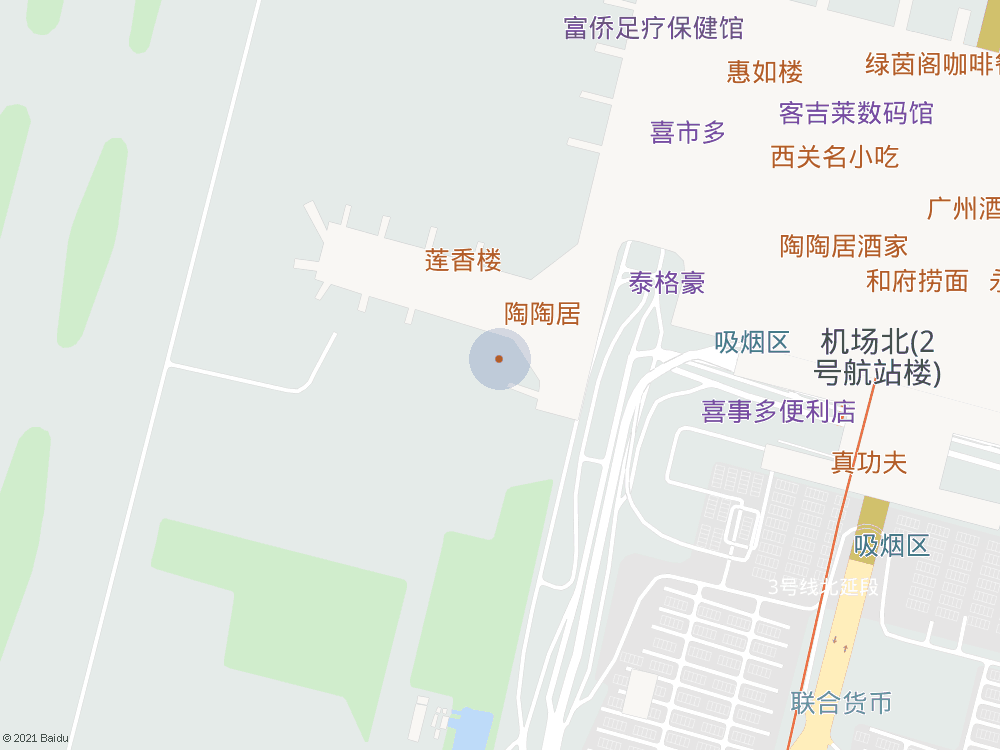 富侨足疗保健馆
惠如楼
绿茵阁咖啡
客吉莱数码馆
喜市多
西关名小吃
广州酒
陶陶居酒家
莲香楼
泰格豪
和府捞面
永
陶陶居
吸烟区
机场北(2
号航站楼)
喜事多便利店
真功夫
吸烟区
3号线北延段
联合货币
© 2021 Baidu